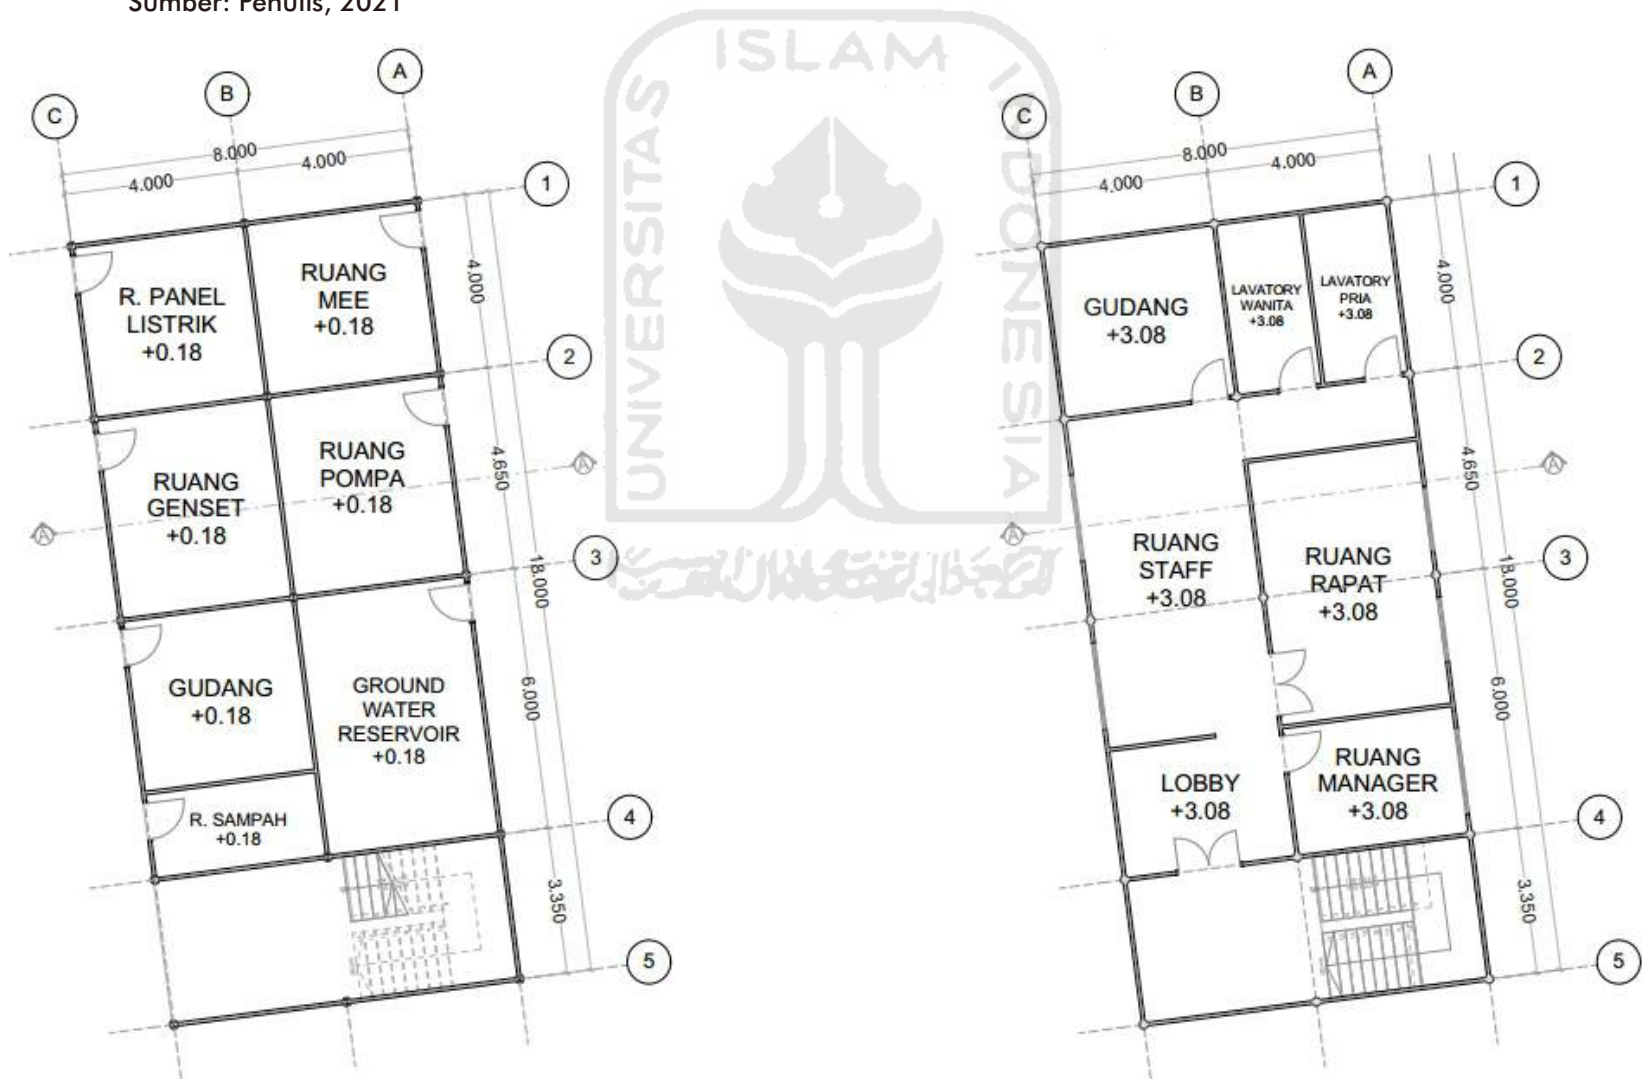 Sumber: Penulis, 2021
UNIVERSITAS
ISLAM
INDONESIA
A
B
C
8.000
4.000
4.000
1
R. PANEL
LISTRIK
+0.18
RUANG
MEE
+0.18
4.000
2
RUANG
GENSET
+0.18
RUANG
POMPA
+0.18
4.650
A
A
3
18.000
GUDANG
+0.18
GROUND
WATER
RESERVOIR
+0.18
6.000
R. SAMPAH
+0.18
4
3.350
5
A
B
C
8.000
4.000
4.000
1
GUDANG
+3.08
LAVATORY
WANITA
+3.08
LAVATORY
PRIA
+3.08
4.000
2
4.650
A
A
RUANG
STAFF
+3.08
RUANG
RAPAT
+3.08
3
18.000
6.000
LOBBY
+3.08
RUANG
MANAGER
+3.08
4
3.350
5